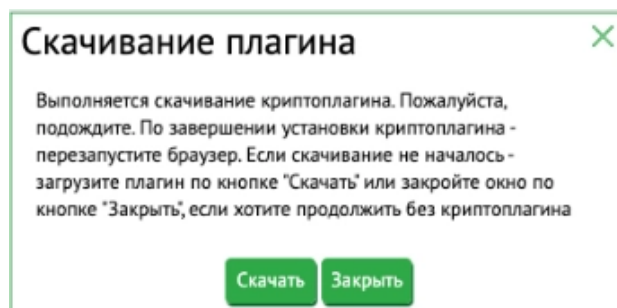 Скачивание плагина
Выполняется скачивание криптоплагина. Пожалуйста,
подождите. По завершении установки криптоплагина -
перезапустите браузер. Если скачивание не началось -
загрузите плагин по кнопке "Скачать" или закройте окно по
кнопке "Закрыть", если хотите продолжить без криптоплагина
Скачать Закрыть